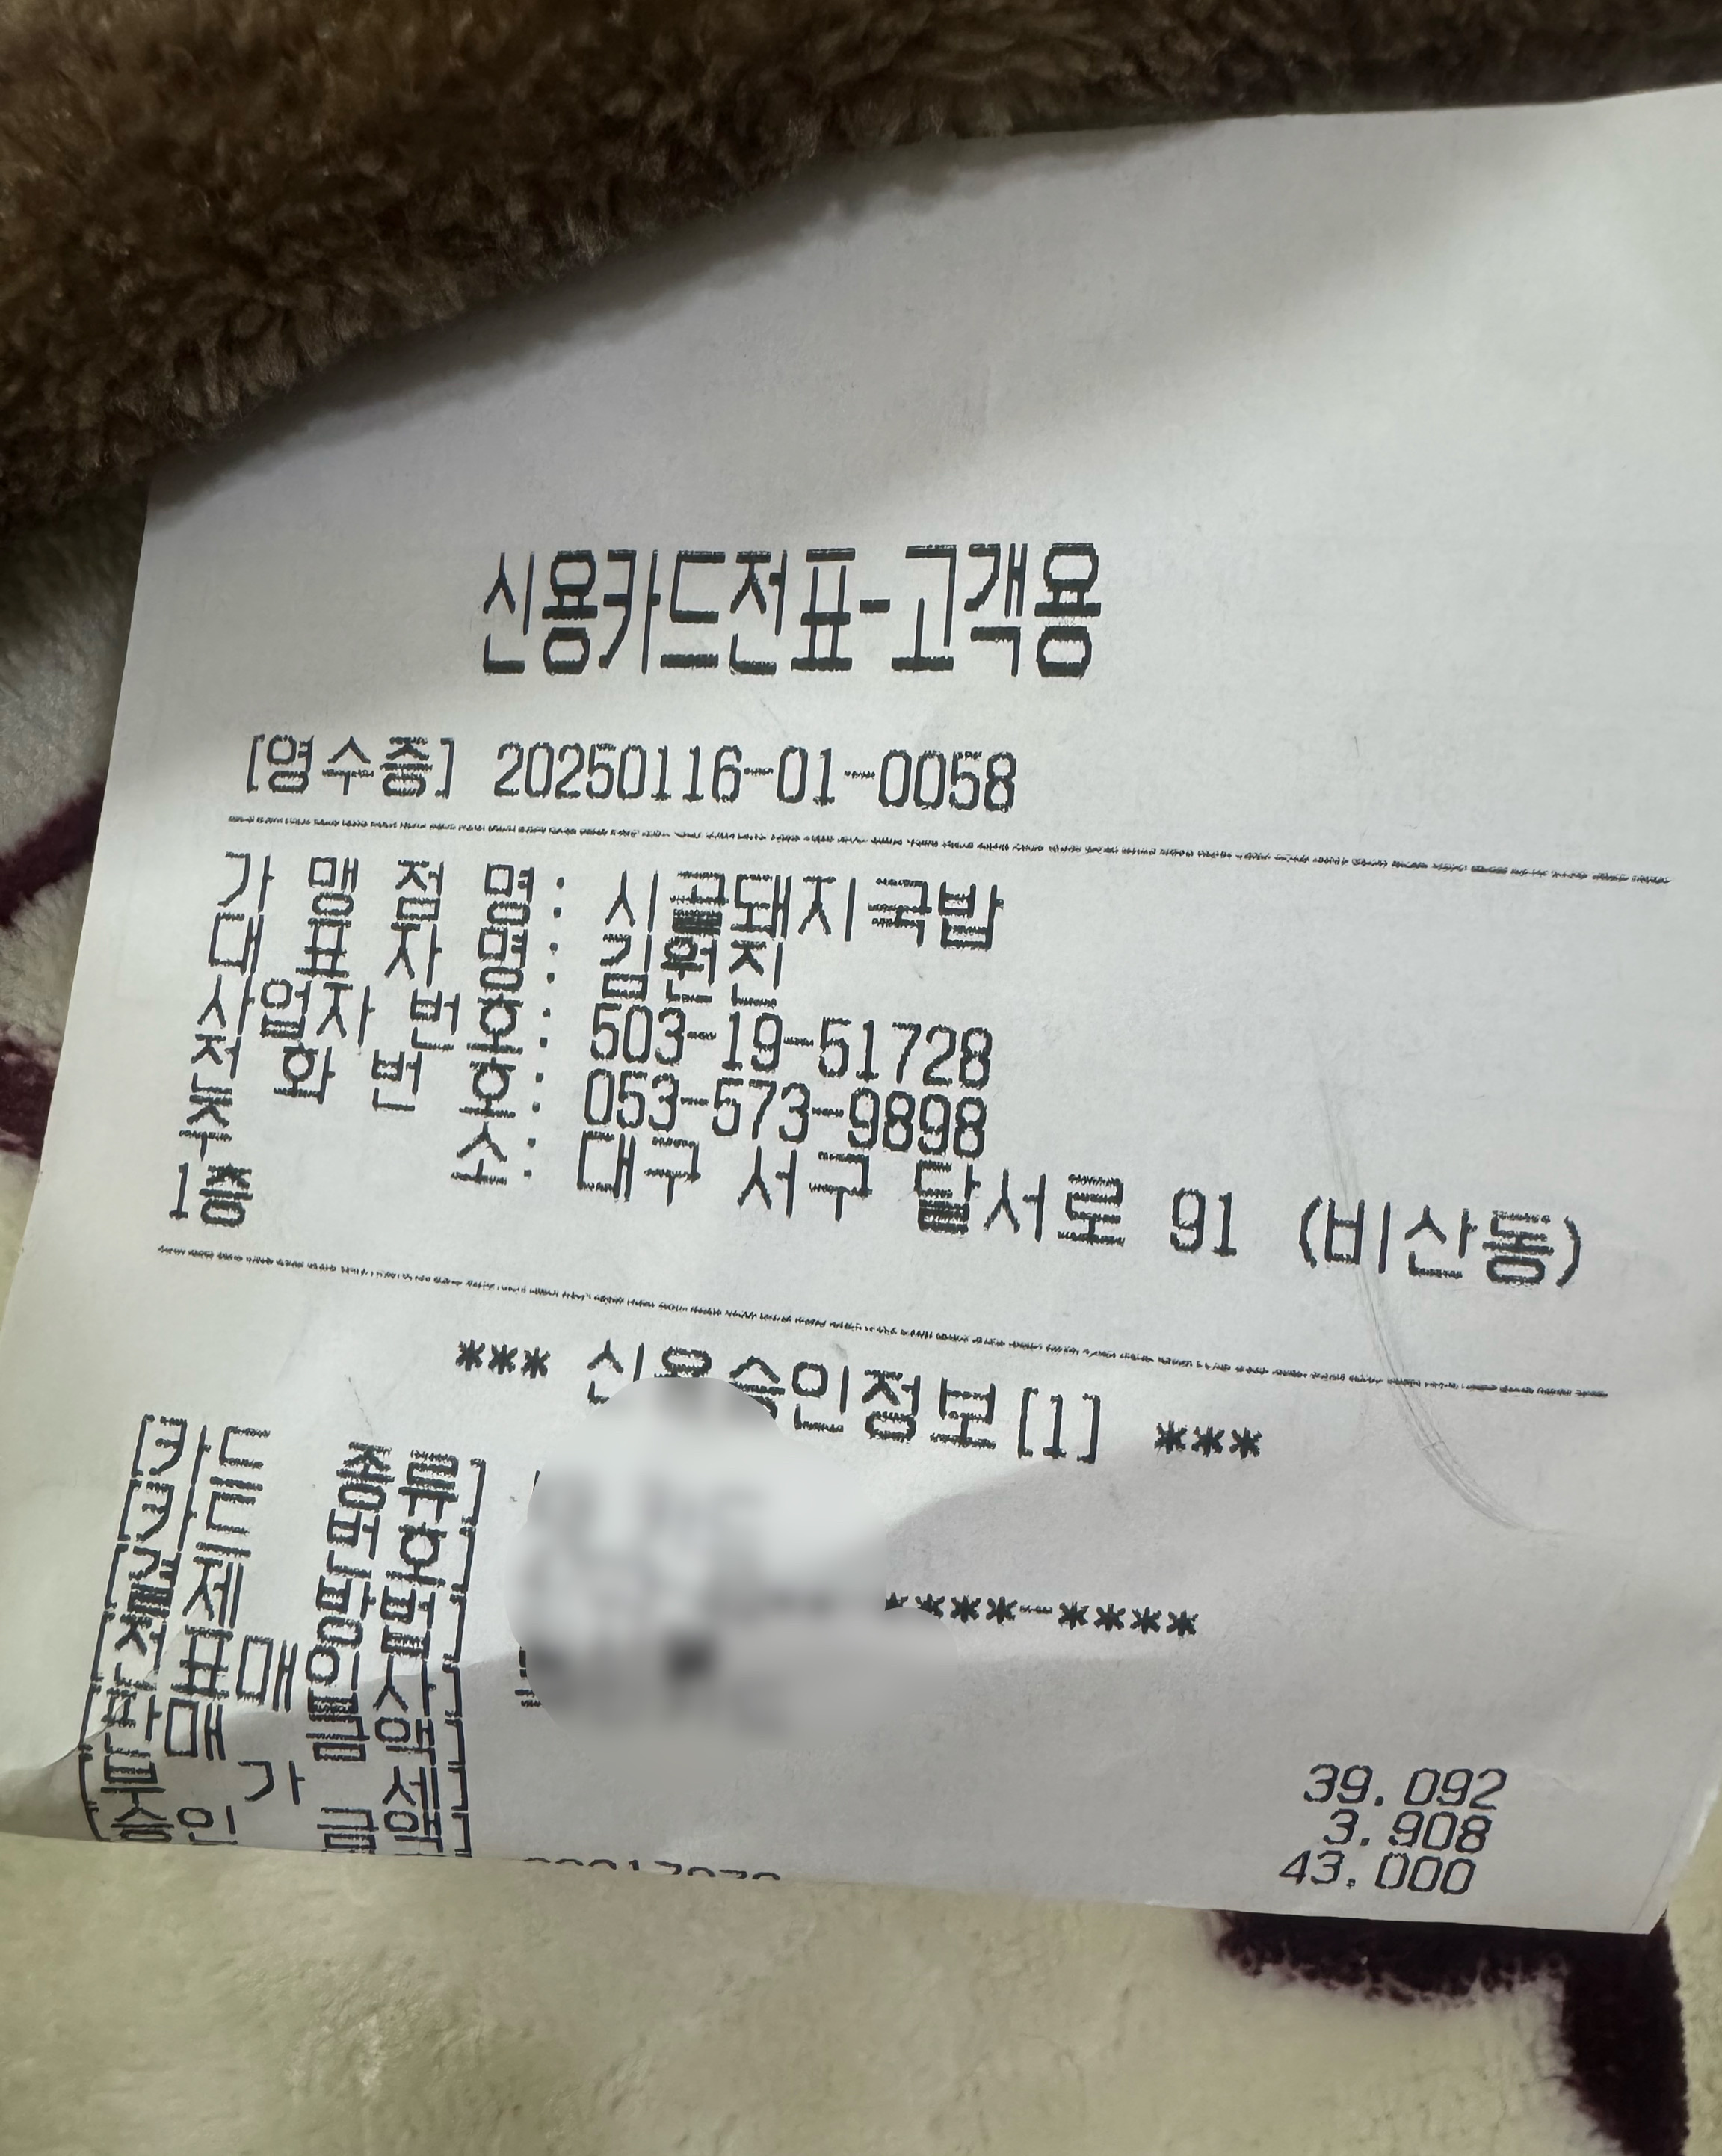 신용카드전표-고객용
[영수증] 20250116-01-0058
가 맹 점 명: 시골돼지국밥
대 표 자 명: 김원진
사업자 번호: 503-19-51728
전 화 번 호: 053-573-9898
주 소: 대구 서구 달서로 91 (비산동)
1층
*** 신용승인정보[1] ***
[카드 종류]
[카드 번호] ****-****
[결제 방법]
[전표매입사]
[판매 금액] 39.092
[부 가 세] 3.908
[승인 금액] 43.000